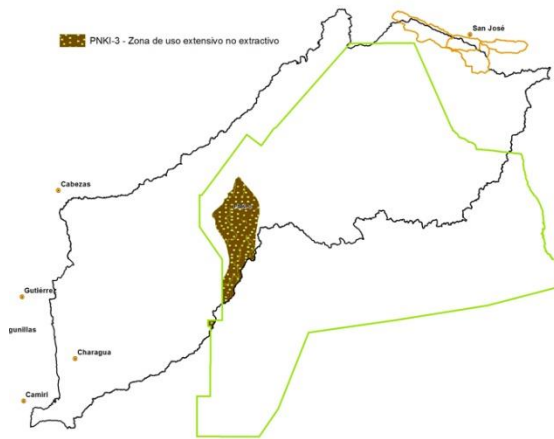 San José
PNKI-3 - Zona de uso extensivo no extractivo
Cabezas
Gutiérrez
gunillas
Charagua
Camiri